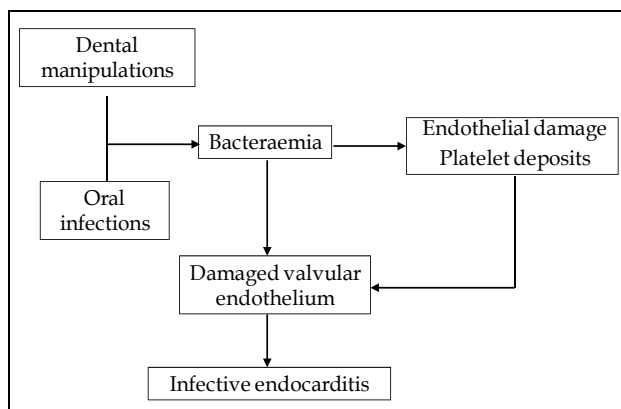 Dental
manipulations
Bacteraemia
Endothelial damage
Platelet deposits
Oral
infections
Damaged valvular
endothelium
Infective endocarditis